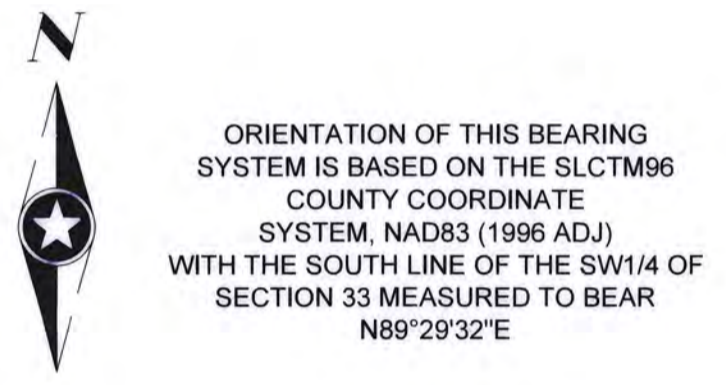 N
ORIENTATION OF THIS BEARING
SYSTEM IS BASED ON THE SLCTM96
COUNTY COORDINATE
SYSTEM, NAD83 (1996 ADJ)
WITH THE SOUTH LINE OF THE SW1/4 OF
SECTION 33 MEASURED TO BEAR
N89°29'32"E